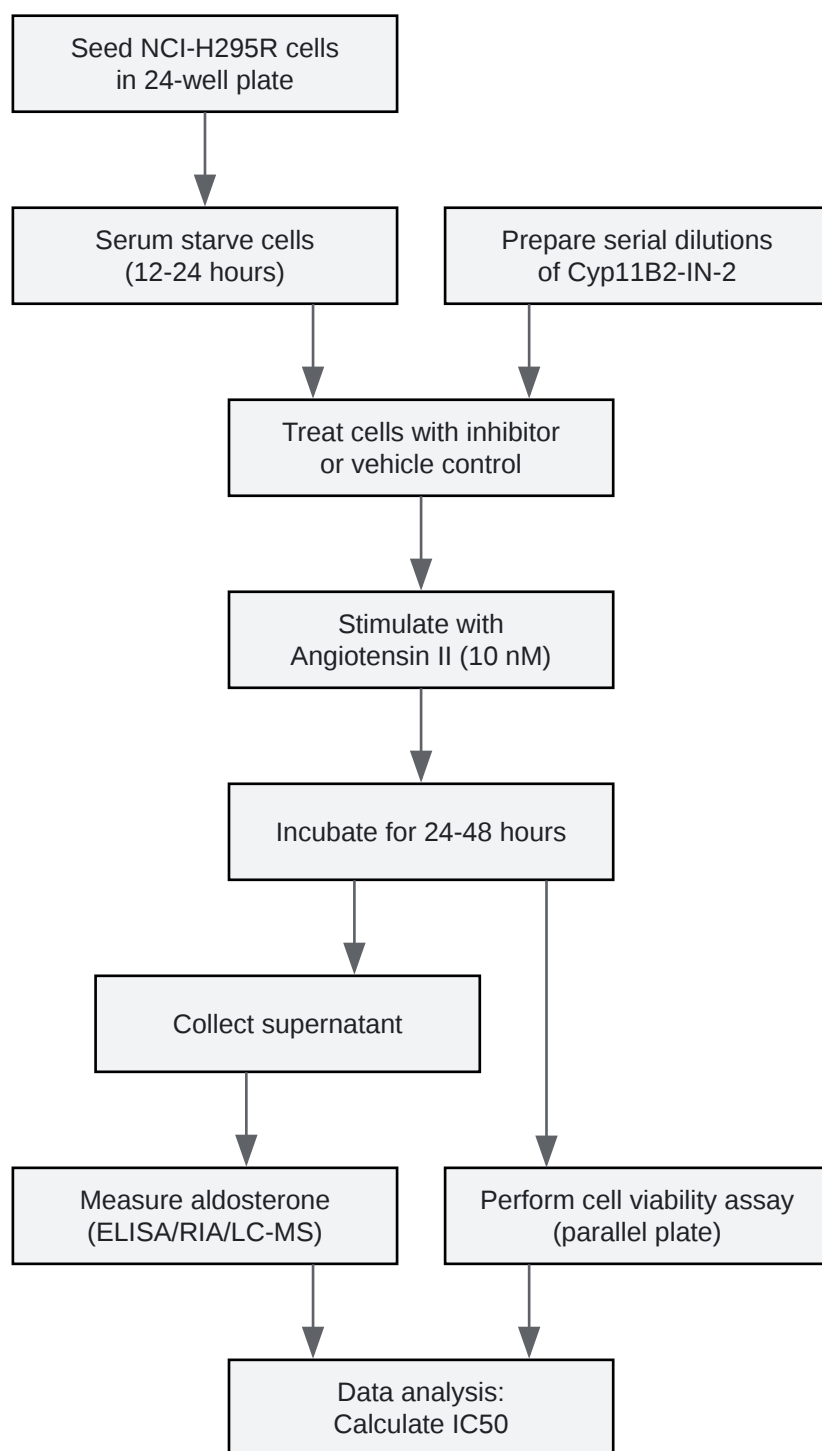 Seed NCI-H295R cells
in 24-well plate
Serum starve cells
(12-24 hours)
Prepare serial dilutions
of Cyp11B2-IN-2
Treat cells with inhibitor
or vehicle control
Stimulate with
Angiotensin II (10 nM)
Incubate for 24-48 hours
Collect supernatant
Measure aldosterone
(ELISA/RIA/LC-MS)
Perform cell viability assay
(parallel plate)
Data analysis:
Calculate IC50